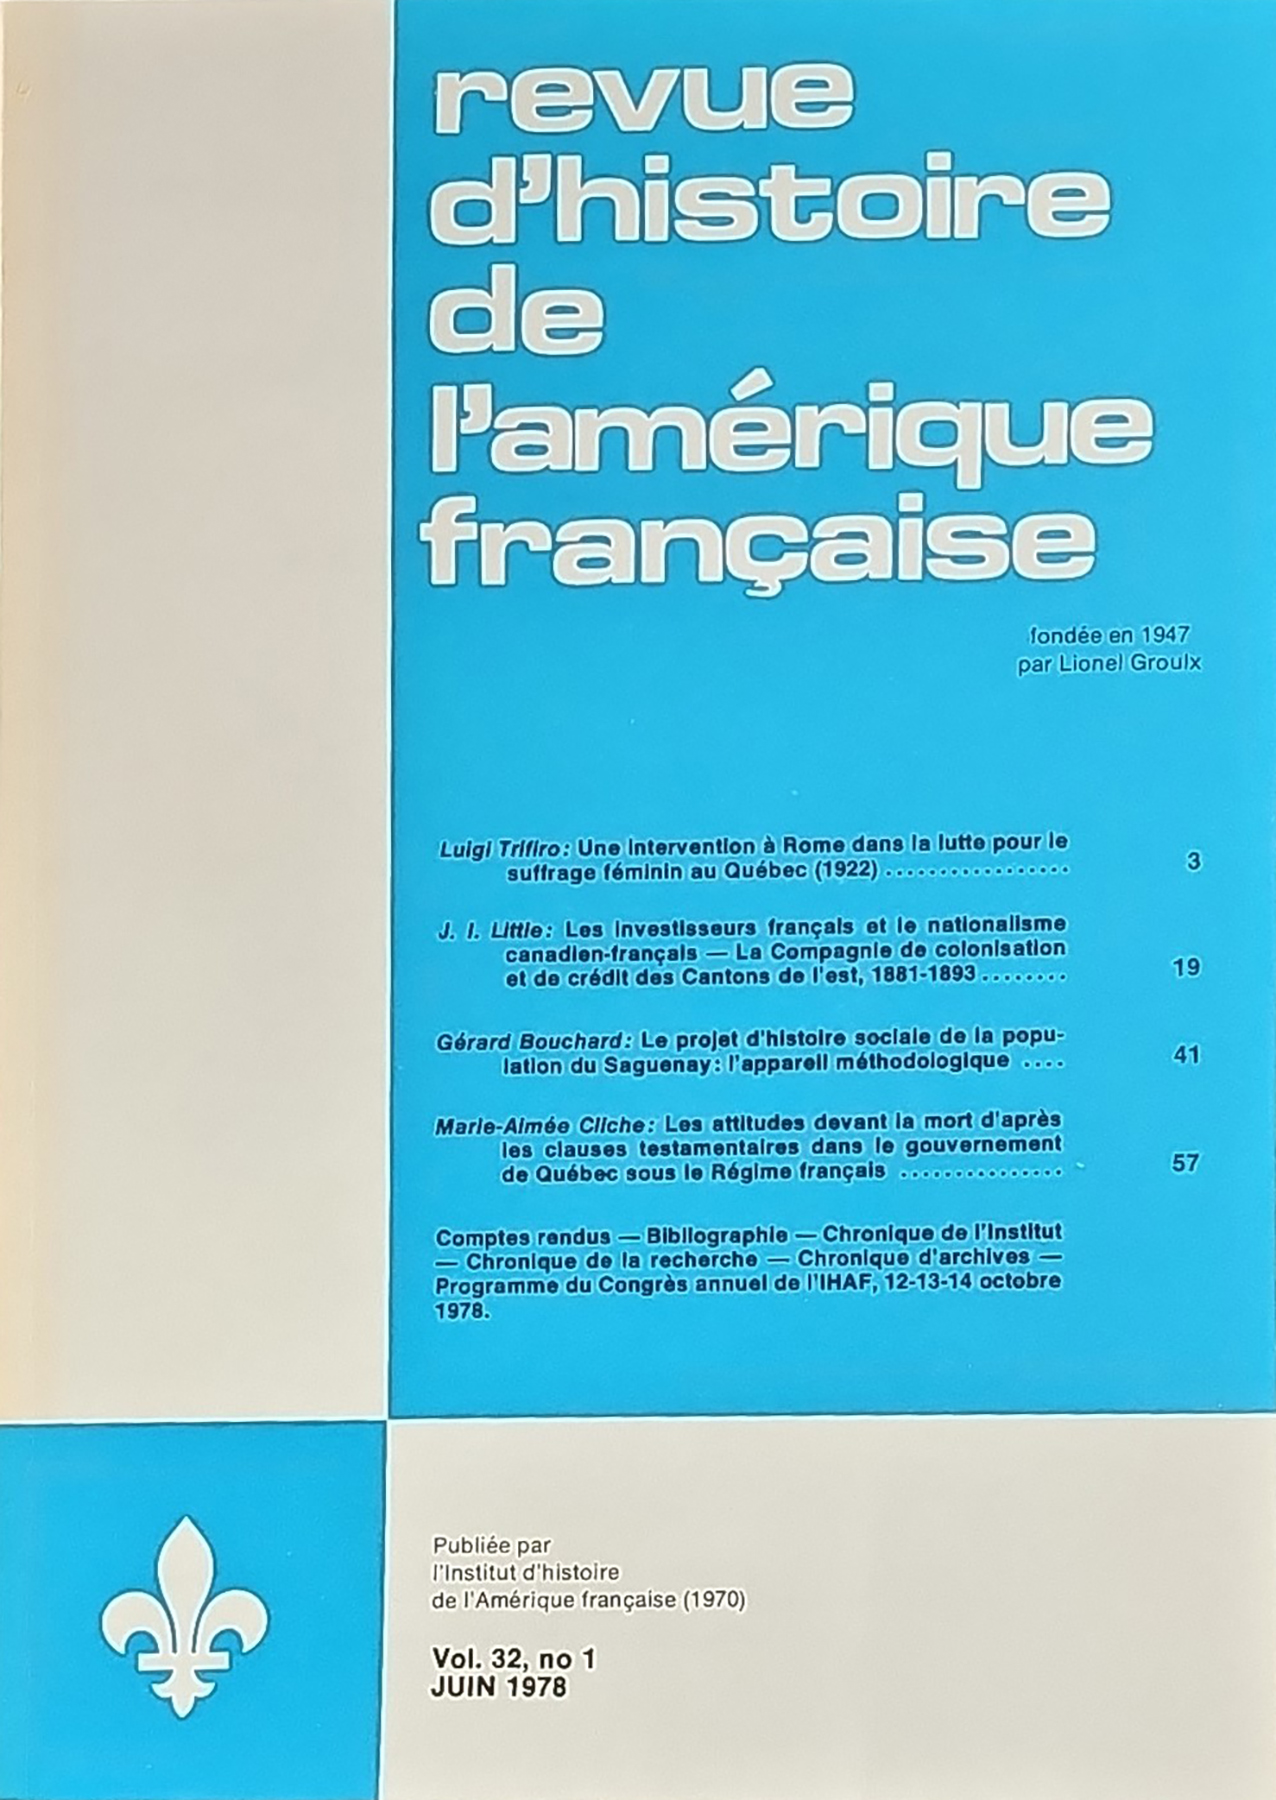 revue
d'histoire
de
l'amérique
française
fondée en 1947
par Lionel Groulx
Luigi Trifiro: Une intervention à Rome dans la lutte pour le
suffrage féminin au Québec (1922) ................. 3
J. I. Little: Les investisseurs français et le nationalisme
canadien-français — La Compagnie de colonisation
et de crédit des Cantons de l'est, 1881-1893 ........ 19
Gérard Bouchard: Le projet d'histoire sociale de la popu-
lation du Saguenay: l'appareil méthodologique .... 41
Marie-Aimée Cliche: Les attitudes devant la mort d'après
les clauses testamentaires dans le gouvernement
de Québec sous le Régime français ............... 57
Comptes rendus — Bibliographie — Chronique de l'Institut
— Chronique de la recherche — Chronique d'archives —
Programme du Congrès annuel de l'IHAF, 12-13-14 octobre
1978.
Publiée par
l'Institut d'histoire
de l'Amérique française (1970)
Vol. 32, no 1
JUIN 1978